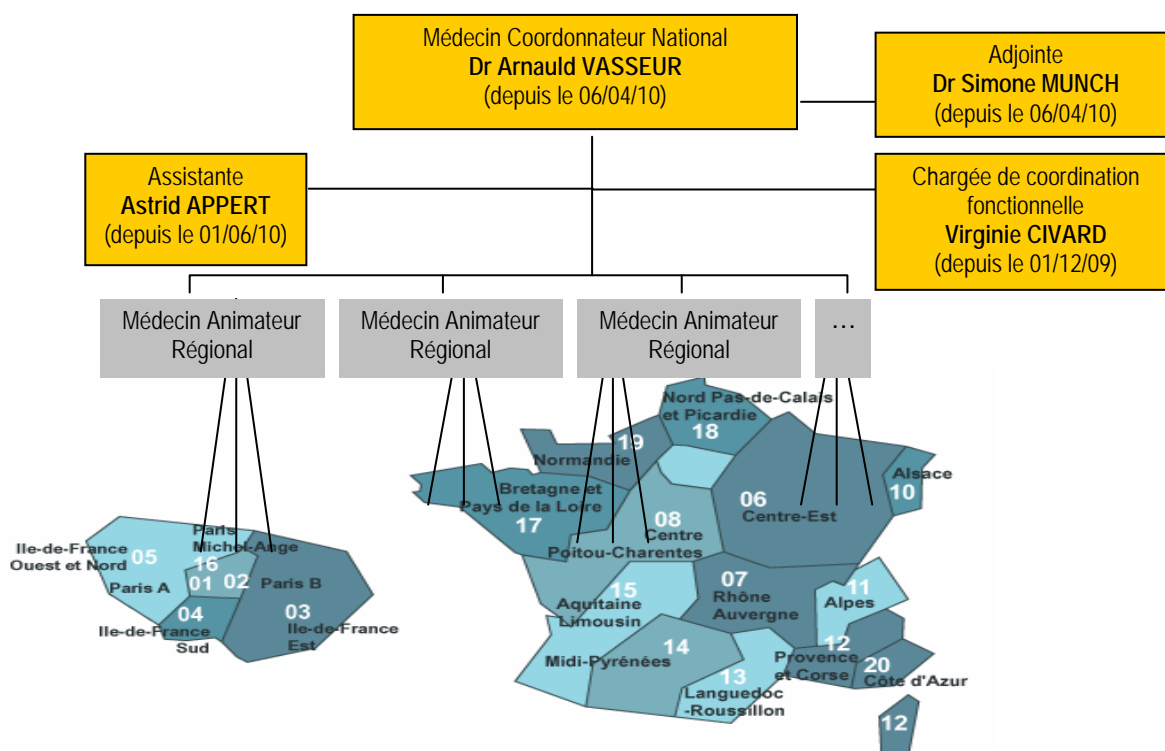 Médecin Coordonnateur National
Dr Arnauld VASSEUR
(depuis le 06/04/10)
Adjointe
Dr Simone MUNCH
(depuis le 06/04/10)
Assistante
Astrid APPERT
(depuis le 01/06/10)
Chargée de coordination
fonctionnelle
Virginie CIVARD
(depuis le 01/12/09)
Médecin Animateur
Régional
Médecin Animateur
Régional
Médecin Animateur
Régional
…
Ile-de-France
Ouest et Nord
05
Paris
Michel-Ange
16
Paris A
01
02
Paris B
04
Ile-de-France
Sud
03
Ile-de-France
Est
Nord Pas-de-Calais
et Picardie
18
19
Normandie
Bretagne et
Pays de la Loire
17
08
Centre
Poitou-Charentes
06
Centre-Est
Alsace
10
15
Aquitaine
Limousin
07
Rhône
Auvergne
11
Alpes
14
Midi-Pyrénées
13
Languedoc
-Roussillon
12
Provence
et Corse
20
Côte d'Azur
12